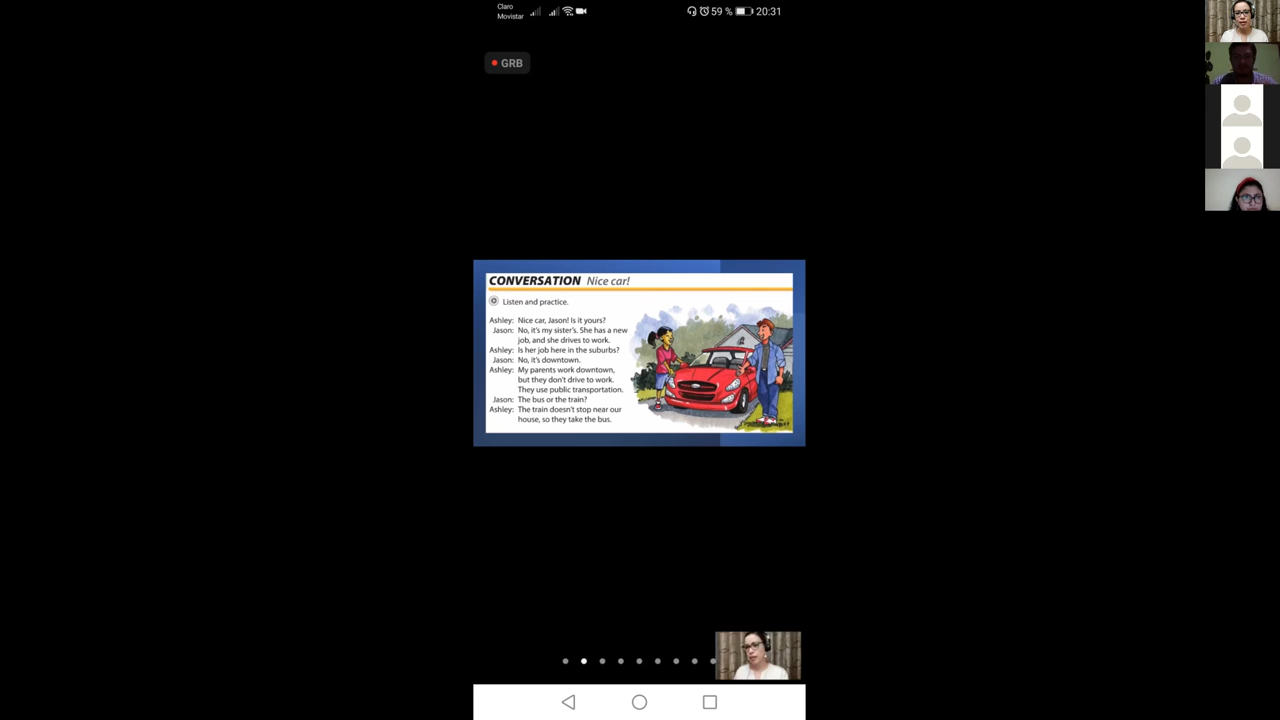 Claro
Movistar
59 %
20:31
GRB
CONVERSATION Nice car!
Listen and practice.
Ashley: Nice car, Jason! Is it yours?
Jason: No, it's my sister's. She has a new
job, and she drives to work.
Ashley: Is her job here in the suburbs?
Jason: No, it's downtown.
Ashley: My parents work downtown,
but they don't drive to work.
They use public transportation.
Jason: The bus or the train?
Ashley: The train doesn't stop near our
house, so they take the bus.